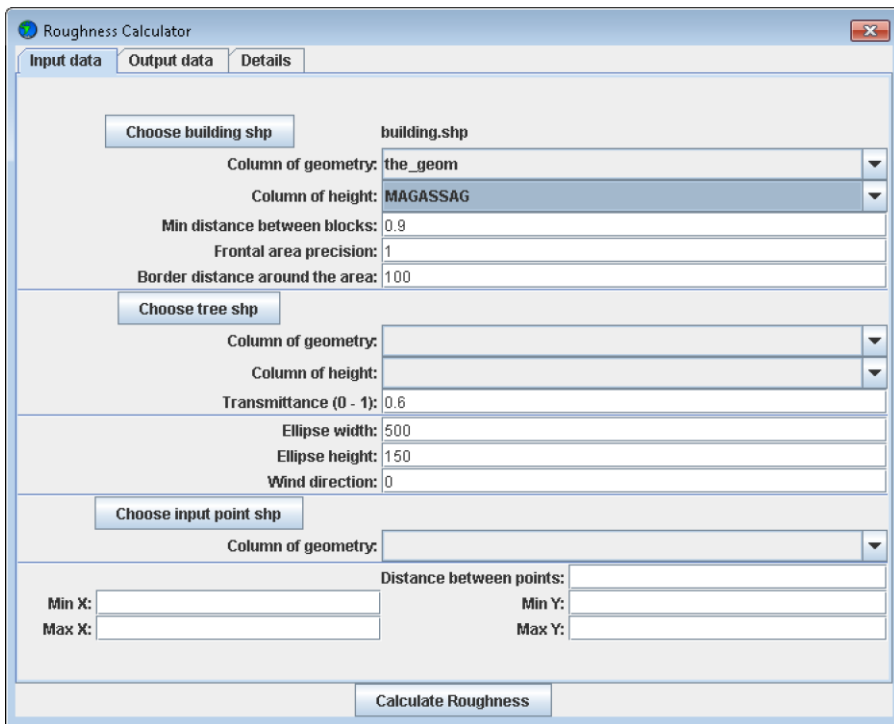 Roughness Calculator
Input data Output data Details
Choose building shp building.shp
Column of geometry: the_geom
Column of height: MAGASSAG
Min distance between blocks: 0.9
Frontal area precision: 1
Border distance around the area: 100
Choose tree shp
Column of geometry:
Column of height:
Transmittance (0 - 1): 0.6
Ellipse width: 500
Ellipse height: 150
Wind direction: 0
Choose input point shp
Column of geometry:
Distance between points:
Min X: Min Y:
Max X: Max Y:
Calculate Roughness